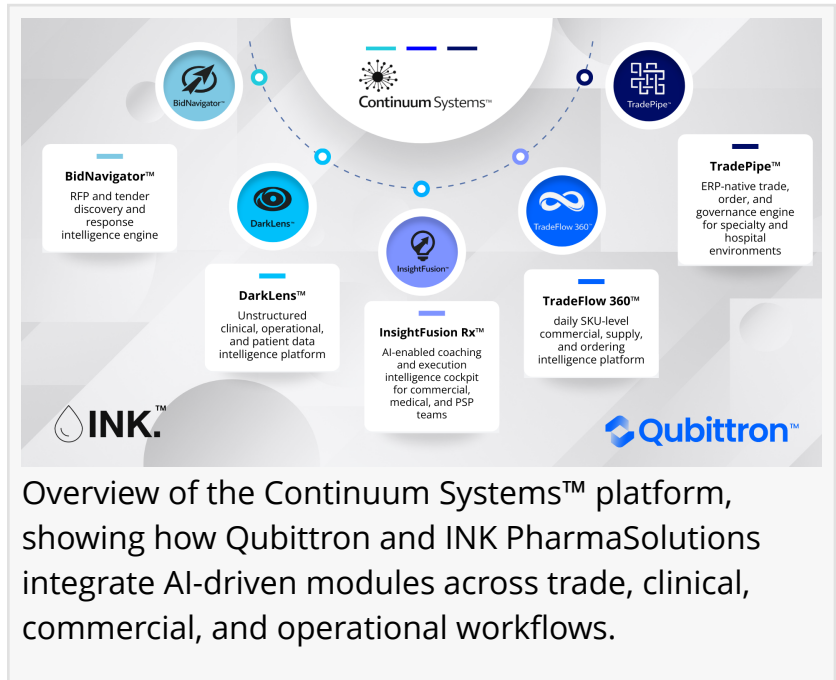 Continuum Systems™
BidNavigator™
BidNavigator™
RFP and tender
discovery and
response
intelligence engine
DarkLens™
DarkLens™
Unstructured
clinical, operational,
and patient data
intelligence platform
InsightFusion™
InsightFusion Rx™
AI-enabled coaching
and execution
intelligence cockpit
for commercial,
medical, and PSP
teams
TradeFlow 360™
TradeFlow 360™
daily SKU-level
commercial, supply,
and ordering
intelligence platform
TradePipe™
TradePipe™
ERP-native trade,
order, and
governance engine
for specialty and
hospital
environments
INK.™
Qubittron™
Overview of the Continuum Systems™ platform,
showing how Qubittron and INK PharmaSolutions
integrate AI-driven modules across trade, clinical,
commercial, and operational workflows.